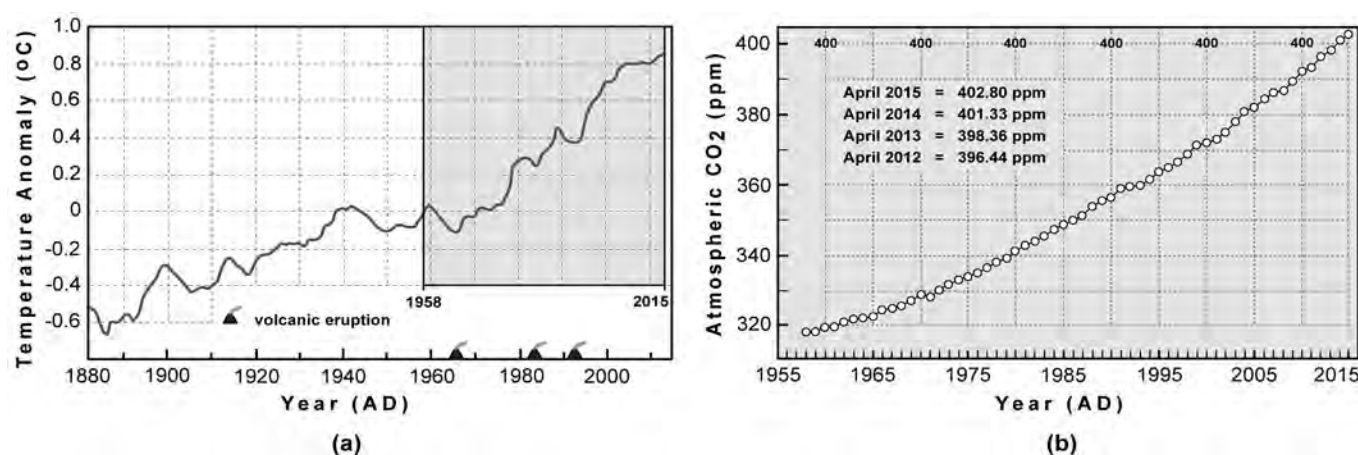 Temperature Anomaly (oC)
1.0
0.8
0.6
0.4
0.2
0
-0.2
-0.4
-0.6
1958
2015
volcanic eruption
1880 1900 1920 1940 1960 1980 2000
Year (AD)
(a)
Atmospheric CO2 (ppm)
400
380
360
340
320
400 400 400 400 400 400
April 2015 = 402.80 ppm
April 2014 = 401.33 ppm
April 2013 = 398.36 ppm
April 2012 = 396.44 ppm
1955 1965 1975 1985 1995 2005 2015
Year (AD)
(b)